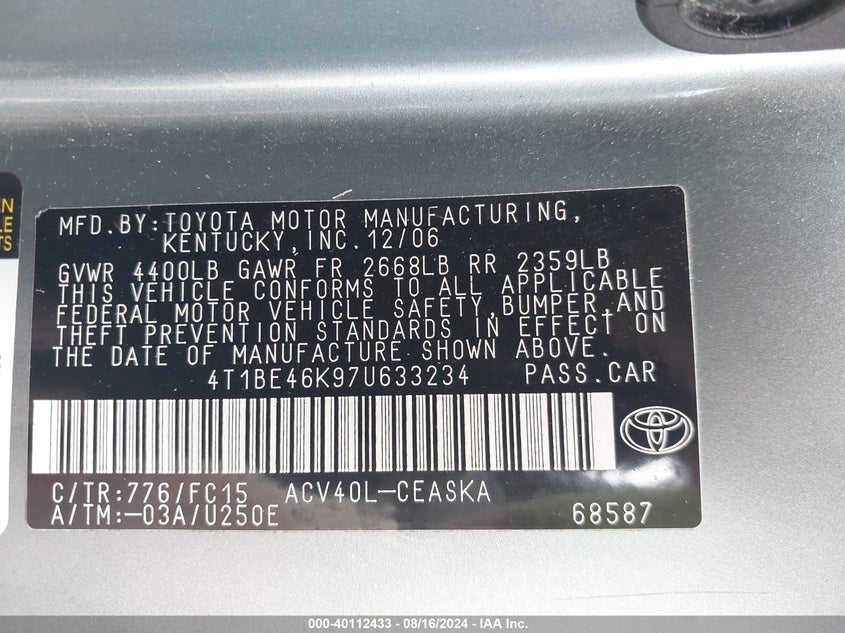 EN
LE
TS
MFD. BY: TOYOTA MOTOR MANUFACTURING,
KENTUCKY, INC. 12/06
GVWR 4400LB GAWR FR 2668LB RR 2359LB
THIS VEHICLE CONFORMS TO ALL APPLICABLE
FEDERAL MOTOR VEHICLE SAFETY, BUMPER, AND
THEFT PREVENTION STANDARDS IN EFFECT ON
THE DATE OF MANUFACTURE SHOWN ABOVE.
4T1BE46K97U633234 PASS.CAR
C/TR:776/FC15 ACV40L-CEASKA
A/TM:-03A/U250E 68587
000-40112433 - 08/16/2024 - IAA Inc.